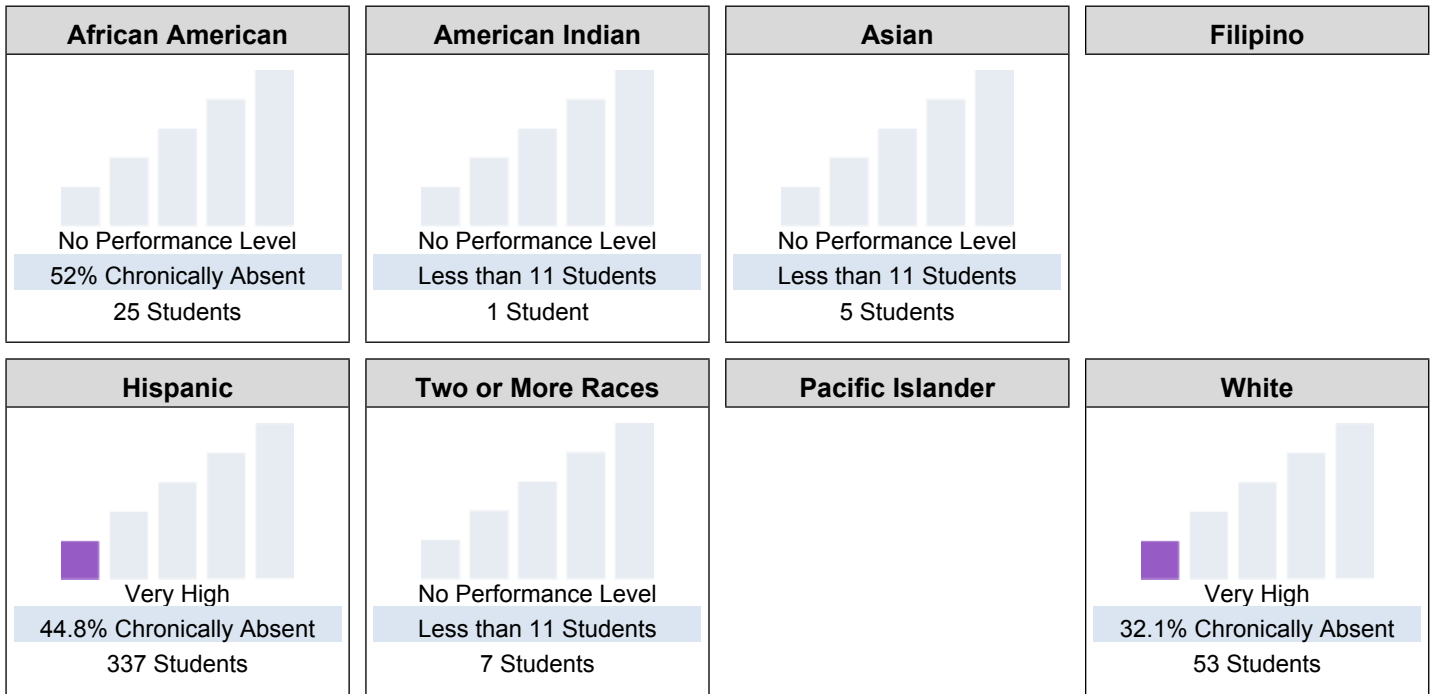 African American
No Performance Level
52% Chronically Absent
25 Students
American Indian
No Performance Level
Less than 11 Students
1 Student
Asian
No Performance Level
Less than 11 Students
5 Students
Filipino
Hispanic
Very High
44.8% Chronically Absent
337 Students
Two or More Races
No Performance Level
Less than 11 Students
7 Students
Pacific Islander
White
Very High
32.1% Chronically Absent
53 Students